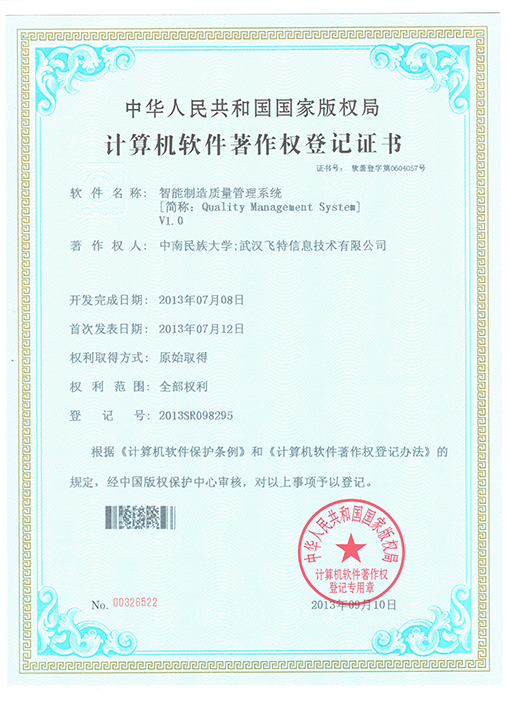 中华人民共和国国家版权局
计算机软件著作权登记证书
证书号： 软著登字第0604057号
软件名称： 智能制造质量管理系统
[简称：Quality Management System]
V1.0
著作权人： 中南民族大学;武汉飞特信息技术有限公司
开发完成日期： 2013年07月08日
首次发表日期： 2013年07月12日
权利取得方式： 原始取得
权利范围： 全部权利
登记号： 2013SR098295
根据《计算机软件保护条例》和《计算机软件著作权登记办法》的
规定，经中国版权保护中心审核，对以上事项予以登记。
中华人民共和国国家版权局
计算机软件著作权
登记专用章
No. 00326522
2013年09月10日